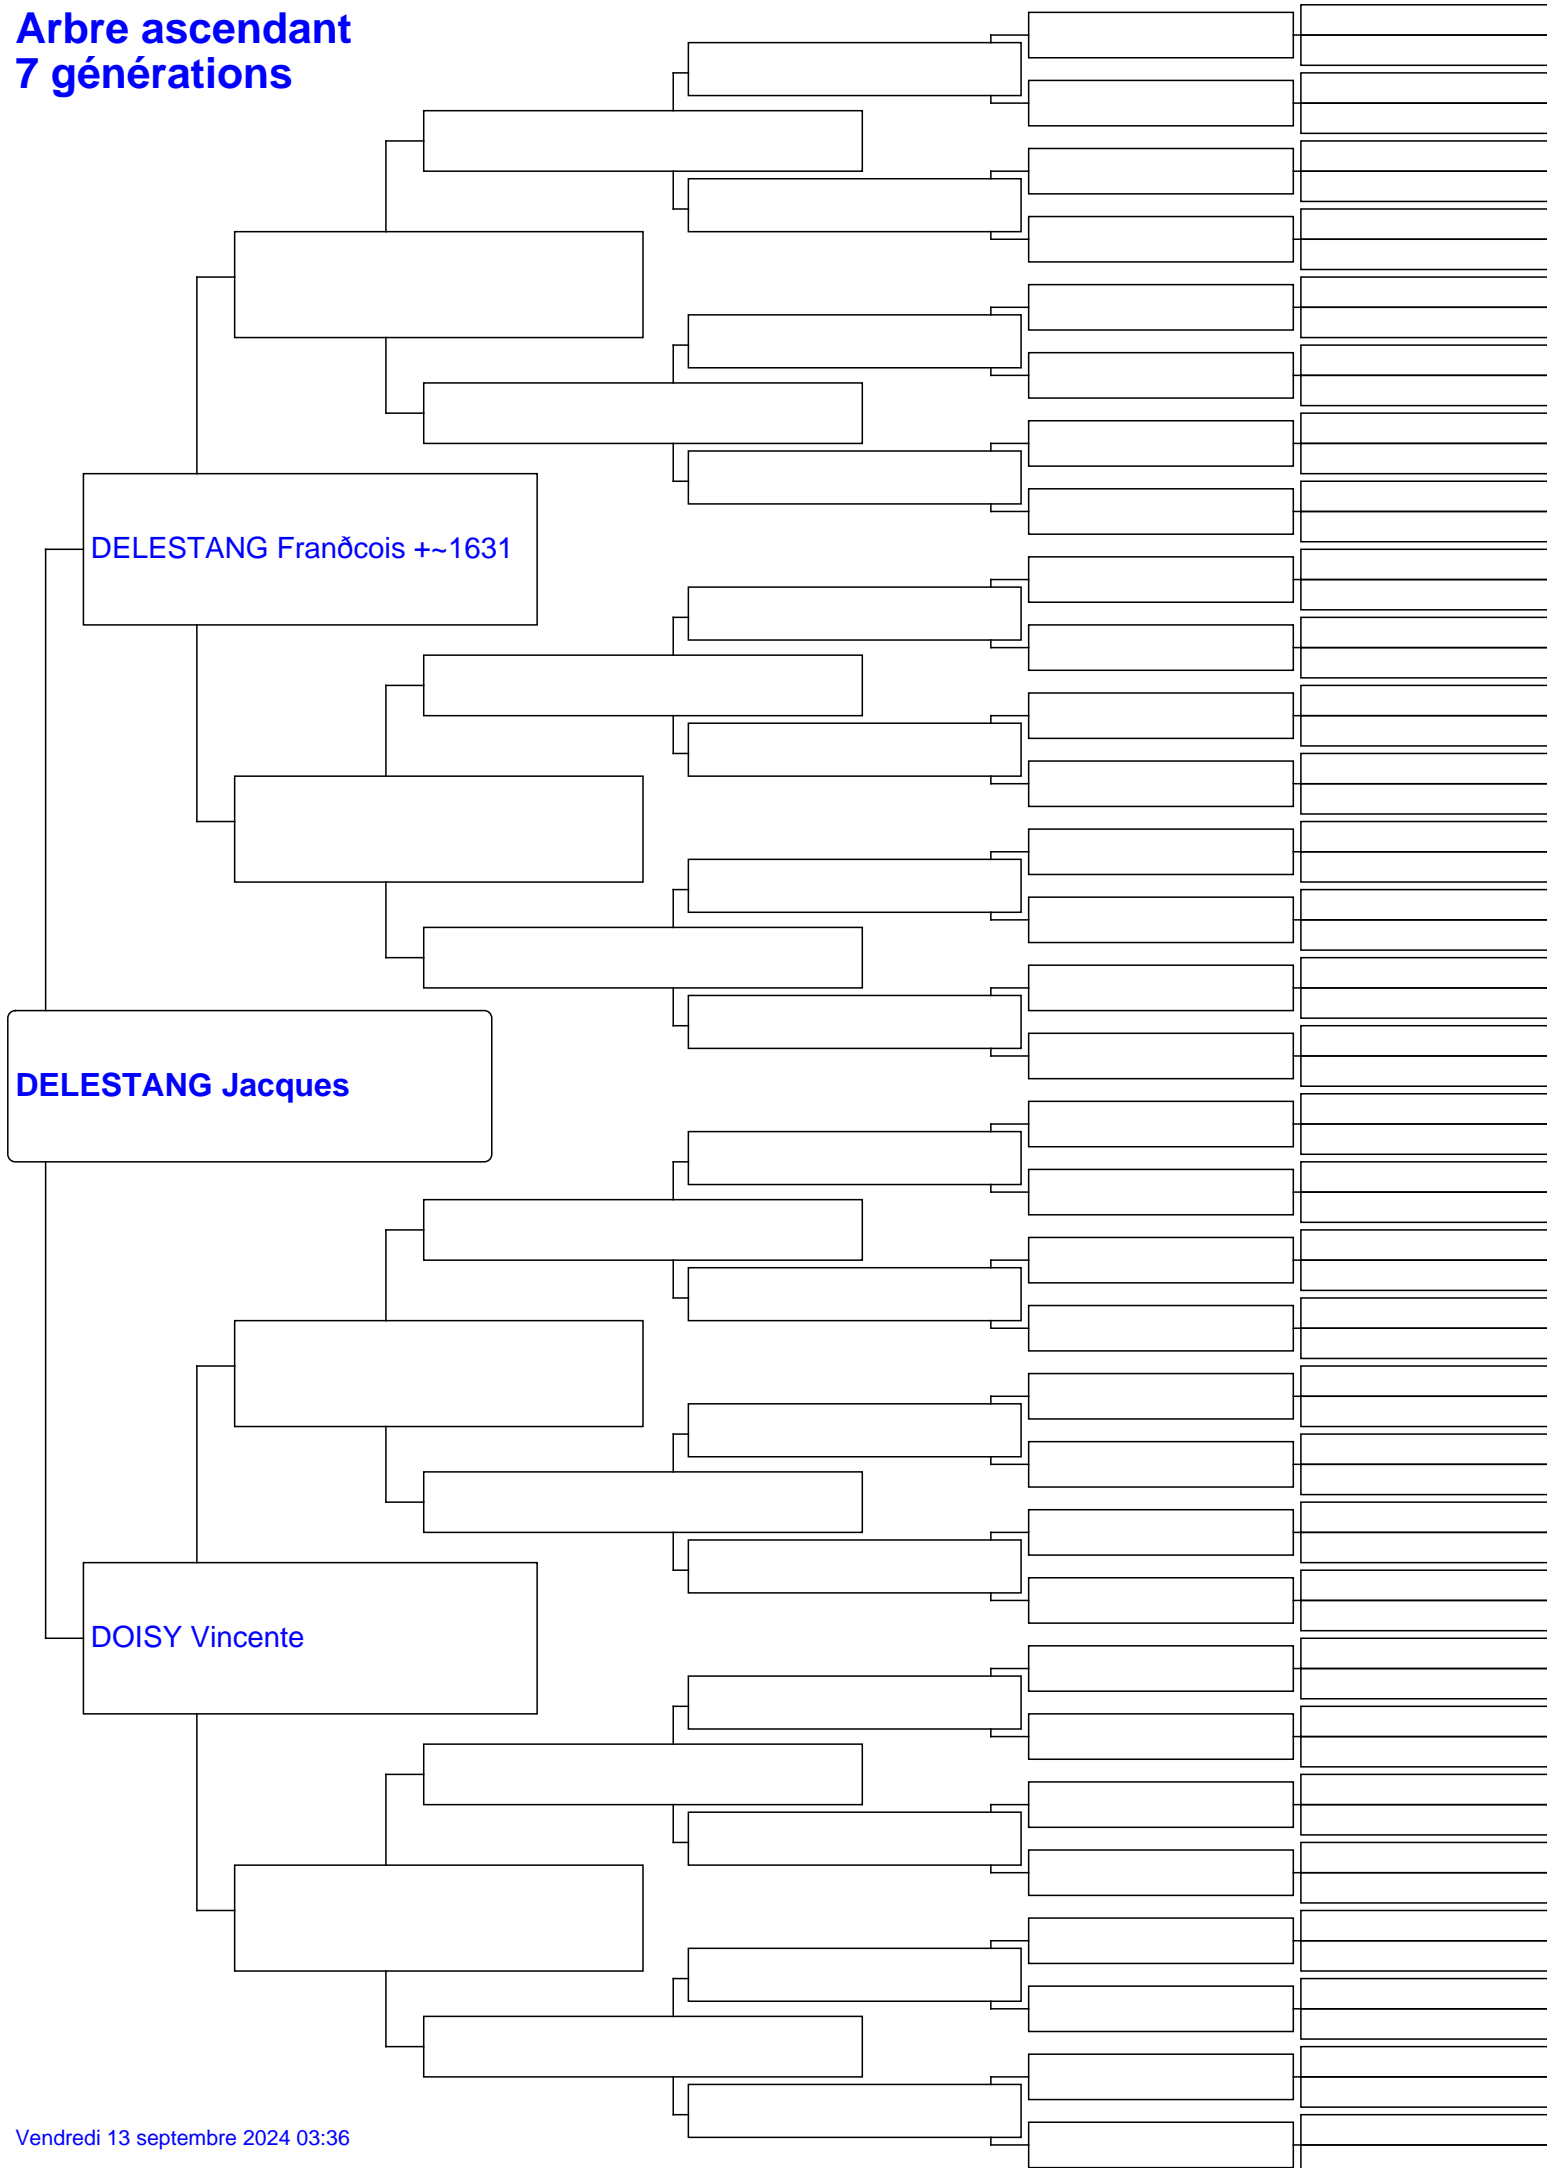 Arbre ascendant
7 générations
DELESTANG Franðcois +~1631
DELESTANG Jacques
DOISY Vincente
Vendredi 13 septembre 2024 03:36